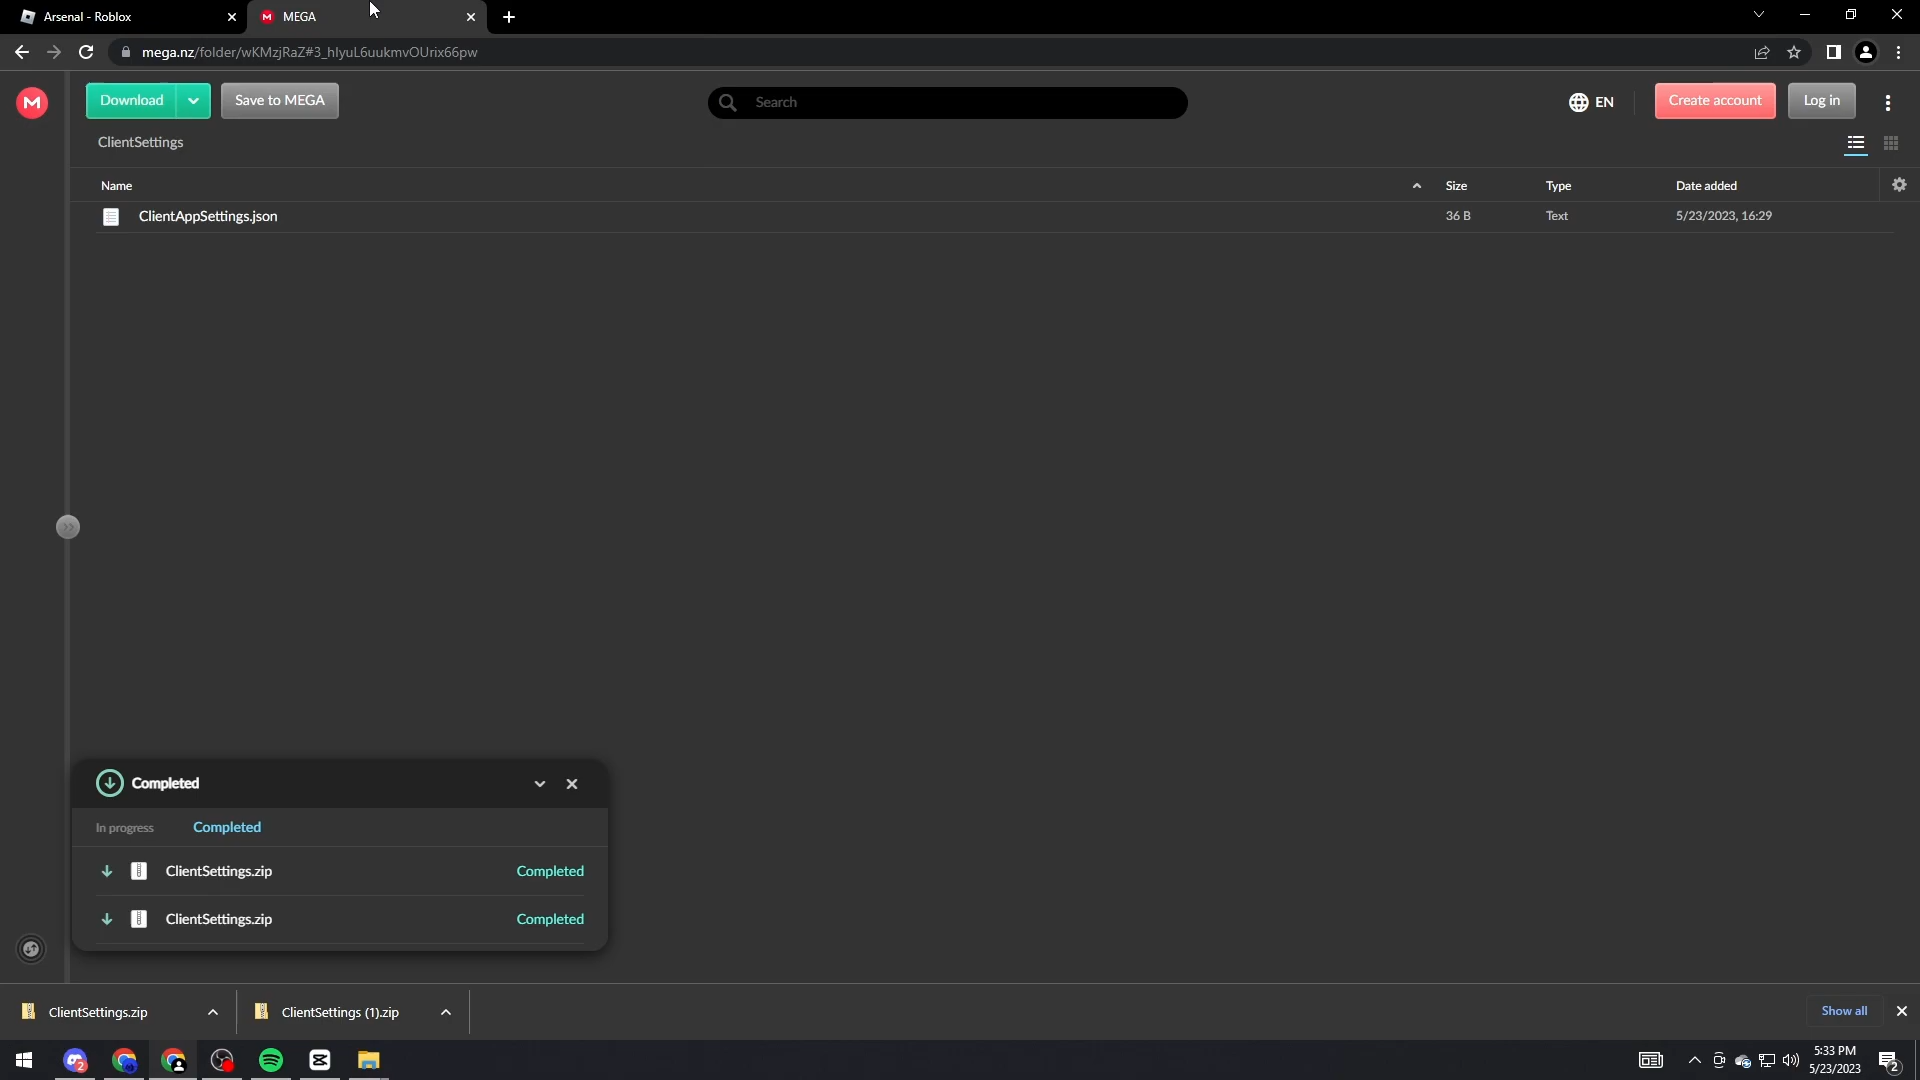 Arsenal - Roblox
MEGA
mega.nz/folder/wKMzjRaZ#3_hlyuL6uukmvOUrix66pw
Download
Save to MEGA
Search
EN
Create account
Log in
ClientSettings
Name
Size
Type
Date added
ClientAppSettings.json
36 B
Text
5/23/2023, 16:29
Completed
In progress
Completed
ClientSettings.zip
Completed
ClientSettings.zip
Completed
ClientSettings.zip
ClientSettings (1).zip
Show all
5:33 PM
5/23/2023
2
2